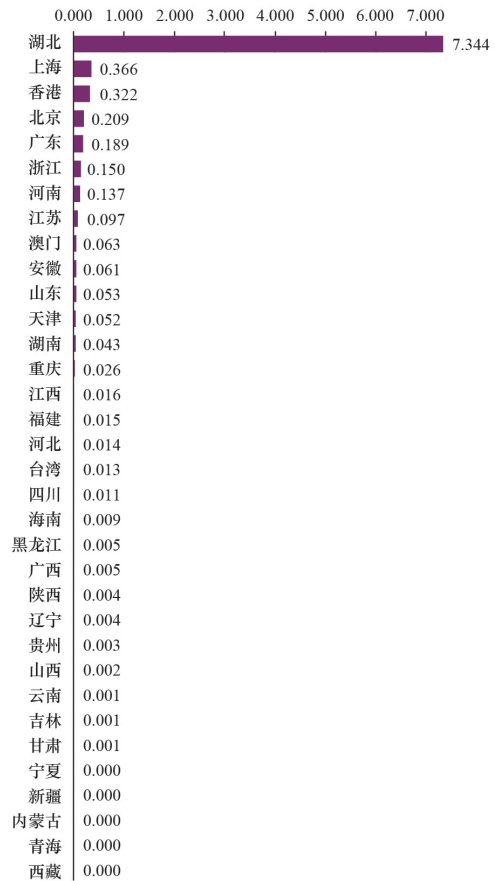 0.000 1.000 2.000 3.000 4.000 5.000 6.000 7.000
湖北 7.344
上海 0.366
香港 0.322
北京 0.209
广东 0.189
浙江 0.150
河南 0.137
江苏 0.097
澳门 0.063
安徽 0.061
山东 0.053
天津 0.052
湖南 0.043
重庆 0.026
江西 0.016
福建 0.015
河北 0.014
台湾 0.013
四川 0.011
海南 0.009
黑龙江 0.005
广西 0.005
陕西 0.004
辽宁 0.004
贵州 0.003
山西 0.002
云南 0.001
吉林 0.001
甘肃 0.001
宁夏 0.000
新疆 0.000
内蒙古 0.000
青海 0.000
西藏 0.000